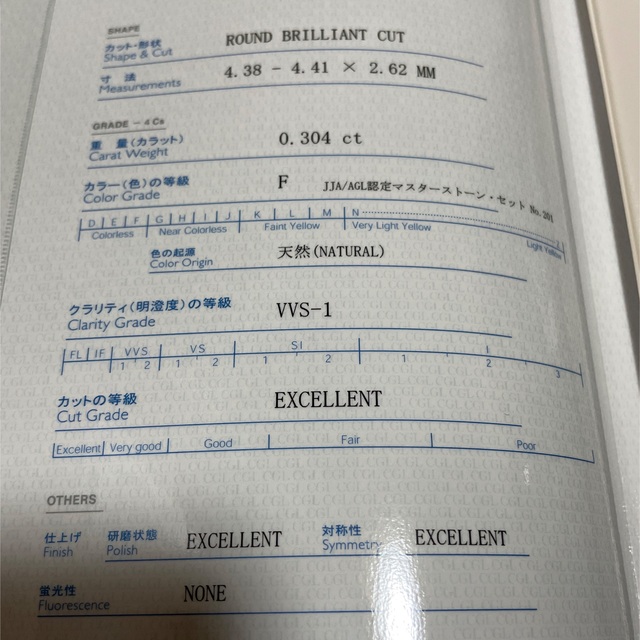 SHAPE
カット・形状 ROUND BRILLIANT CUT
Shape & Cut
寸 法 4.38 - 4.41 × 2.62 MM
Measurements
GRADE - 4 Cs
重 量(カラット) 0.304 ct
Carat Weight
カラー(色)の等級 F JJA/AGL認定マスターストーン・セット No. 201
Color Grade
D E F G H I J K L M N
Colorless Near Colorless Faint Yellow Very Light Yellow Light Yellow
色の起源 天然(NATURAL)
Color Origin
クラリティ(明澄度)の等級 VVS-1
Clarity Grade
FL IF VVS VS SI I
1 2 1 2 1 2 1 2 3
カットの等級 EXCELLENT
Cut Grade
Excellent Very good Good Fair Poor
OTHERS
仕上げ 研磨状態 EXCELLENT 対称性 EXCELLENT
Finish Polish Symmetry
蛍光性 NONE
Fluorescence